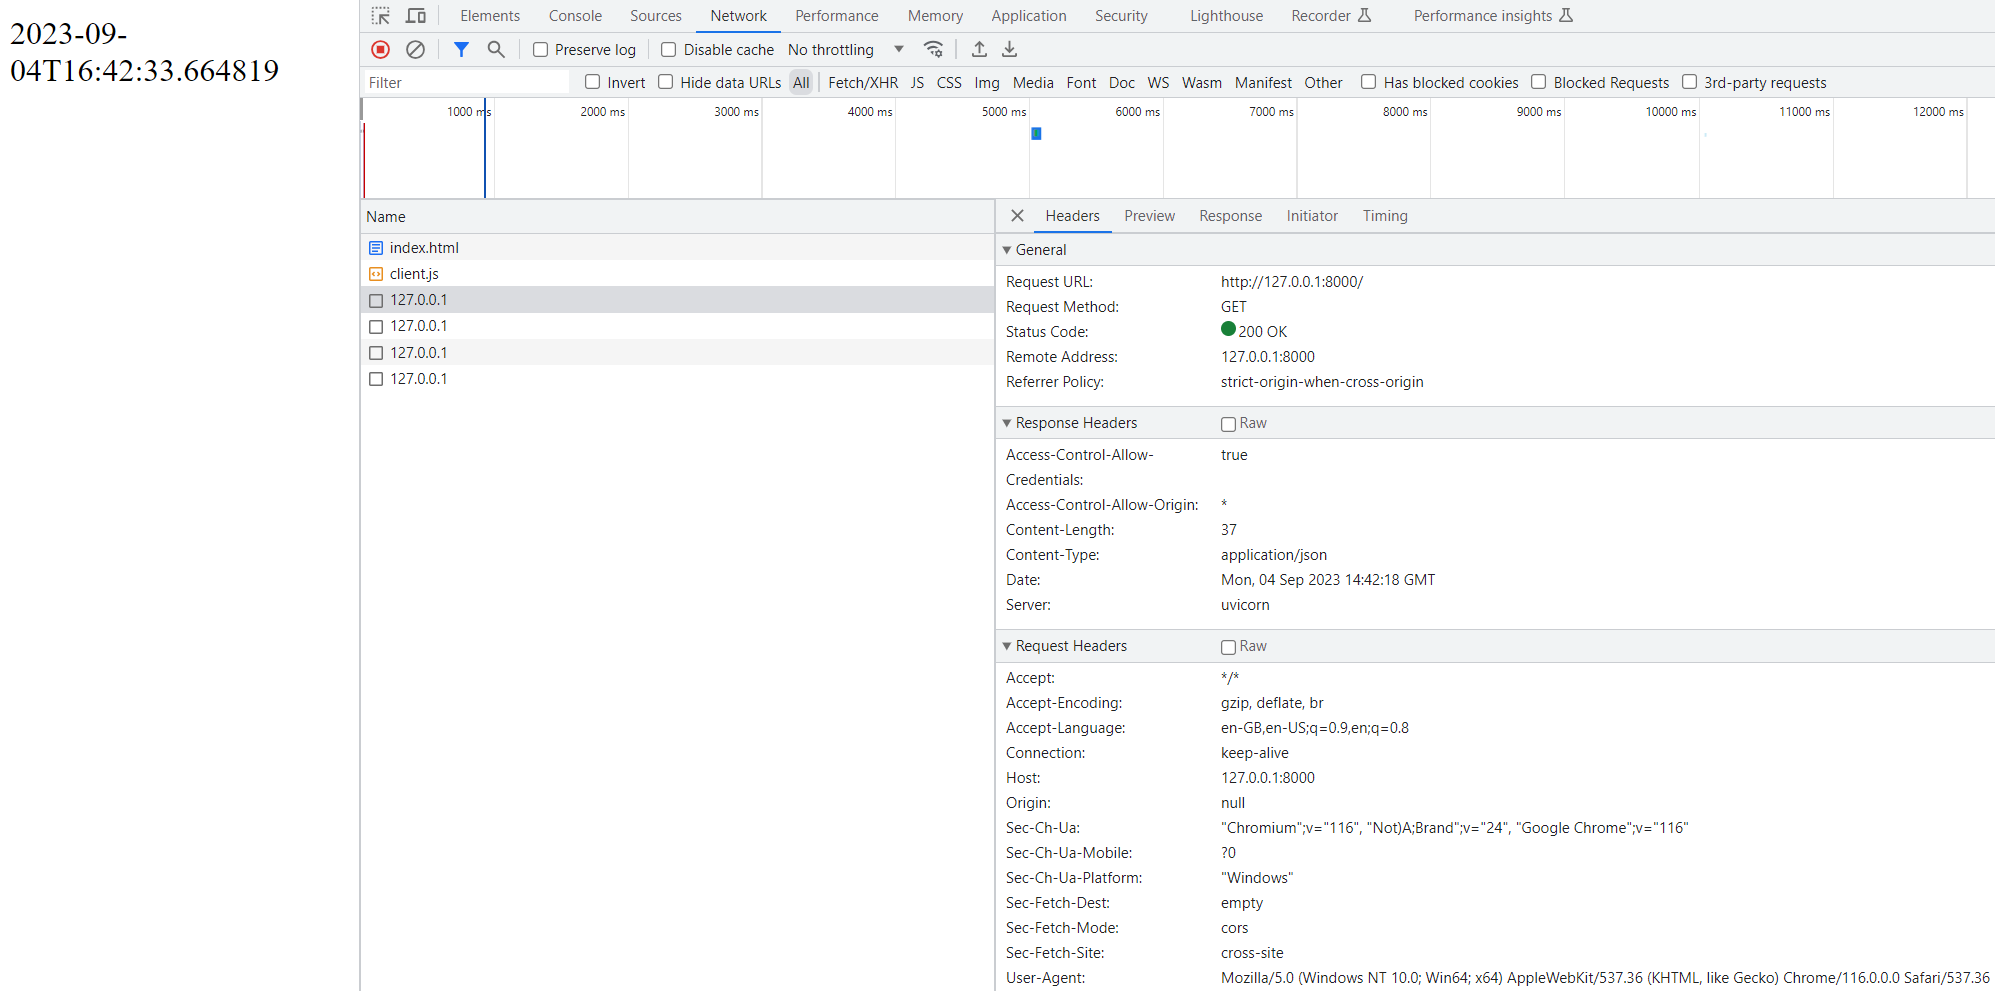 2023-09-
04T16:42:33.664819
Elements Console Sources Network Performance Memory Application Security Lighthouse Recorder Performance insights
Preserve log Disable cache No throttling
Filter Invert Hide data URLs All Fetch/XHR JS CSS Img Media Font Doc WS Wasm Manifest Other Has blocked cookies Blocked Requests 3rd-party requests
1000 ms 2000 ms 3000 ms 4000 ms 5000 ms 6000 ms 7000 ms 8000 ms 9000 ms 10000 ms 11000 ms 12000 ms
Name
index.html
client.js
127.0.0.1
127.0.0.1
127.0.0.1
127.0.0.1
Headers Preview Response Initiator Timing
General
Request URL: http://127.0.0.1:8000/
Request Method: GET
Status Code: 200 OK
Remote Address: 127.0.0.1:8000
Referrer Policy: strict-origin-when-cross-origin
Response Headers Raw
Access-Control-Allow- true
Credentials:
Access-Control-Allow-Origin: *
Content-Length: 37
Content-Type: application/json
Date: Mon, 04 Sep 2023 14:42:18 GMT
Server: uvicorn
Request Headers Raw
Accept: */*
Accept-Encoding: gzip, deflate, br
Accept-Language: en-GB,en-US;q=0.9,en;q=0.8
Connection: keep-alive
Host: 127.0.0.1:8000
Origin: null
Sec-Ch-Ua: "Chromium";v="116", "Not)A;Brand";v="24", "Google Chrome";v="116"
Sec-Ch-Ua-Mobile: ?0
Sec-Ch-Ua-Platform: "Windows"
Sec-Fetch-Dest: empty
Sec-Fetch-Mode: cors
Sec-Fetch-Site: cross-site
User-Agent: Mozilla/5.0 (Windows NT 10.0; Win64; x64) AppleWebKit/537.36 (KHTML, like Gecko) Chrome/116.0.0.0 Safari/537.36